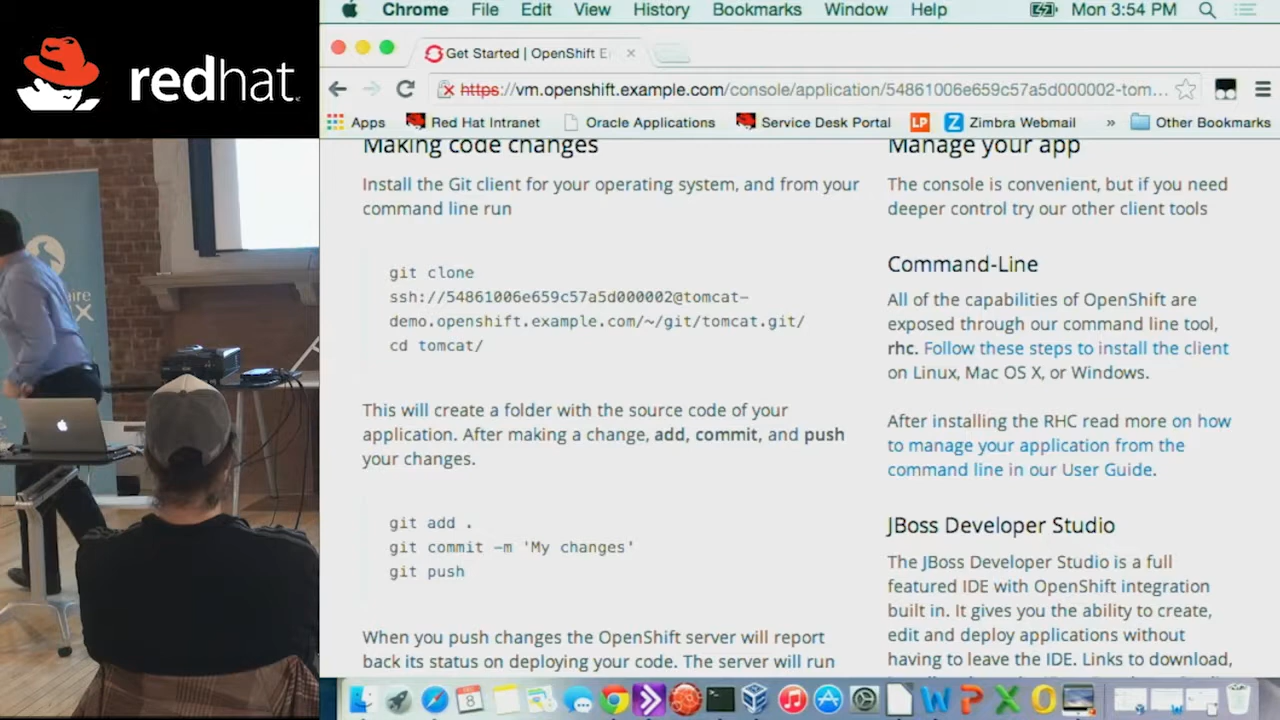 redhat
Chrome File Edit View History Bookmarks Window Help Mon 3:54 PM
Get Started | OpenShift E
https://vm.openshift.example.com/console/application/54861006e659c57a5d000002-tom...
Apps Red Hat Intranet Oracle Applications Service Desk Portal LP Zimbra Webmail » Other Bookmarks
Making code changes
Install the Git client for your operating system, and from your
command line run
git clone
ssh://54861006e659c57a5d000002@tomcat-
demo.openshift.example.com/~/git/tomcat.git/
cd tomcat/
This will create a folder with the source code of your
application. After making a change, add, commit, and push
your changes.
git add .
git commit -m 'My changes'
git push
When you push changes the OpenShift server will report
back its status on deploying your code. The server will run
Manage your app
The console is convenient, but if you need
deeper control try our other client tools
Command-Line
All of the capabilities of OpenShift are
exposed through our command line tool,
rhc. Follow these steps to install the client
on Linux, Mac OS X, or Windows.
After installing the RHC read more on how
to manage your application from the
command line in our User Guide.
JBoss Developer Studio
The JBoss Developer Studio is a full
featured IDE with OpenShift integration
built in. It gives you the ability to create,
edit and deploy applications without
having to leave the IDE. Links to download,
8